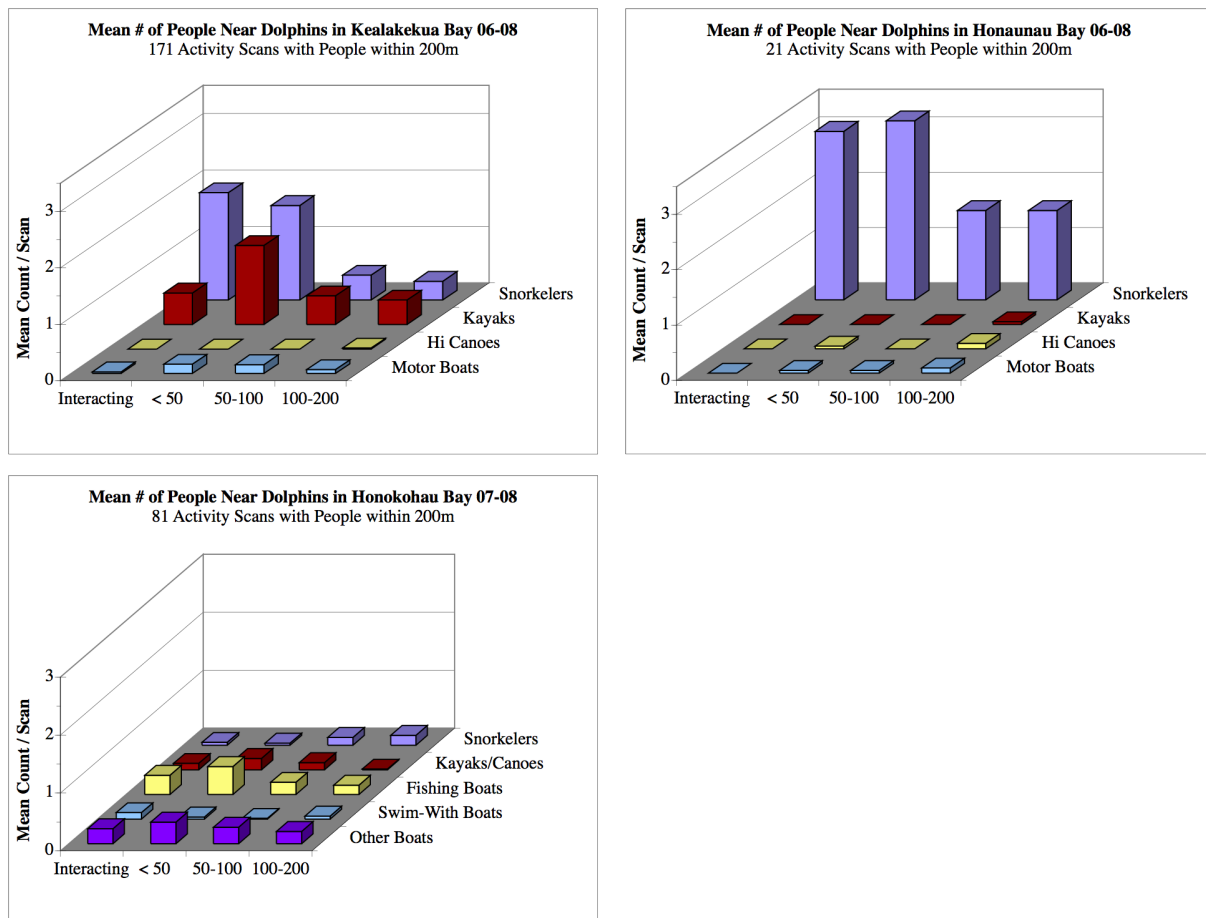 Mean # of People Near Dolphins in Kealakekua Bay 06-08
171 Activity Scans with People within 200m
Mean Count / Scan
3
2
1
0
Snorkelers
Kayaks
Hi Canoes
Motor Boats
Interacting < 50 50-100 100-200
Mean # of People Near Dolphins in Honaunau Bay 06-08
21 Activity Scans with People within 200m
Mean Count / Scan
3
2
1
0
Snorkelers
Kayaks
Hi Canoes
Motor Boats
Interacting < 50 50-100 100-200
Mean # of People Near Dolphins in Honokohau Bay 07-08
81 Activity Scans with People within 200m
Mean Count / Scan
3
2
1
0
Snorkelers
Kayaks/Canoes
Fishing Boats
Swim-With Boats
Other Boats
Interacting < 50 50-100 100-200